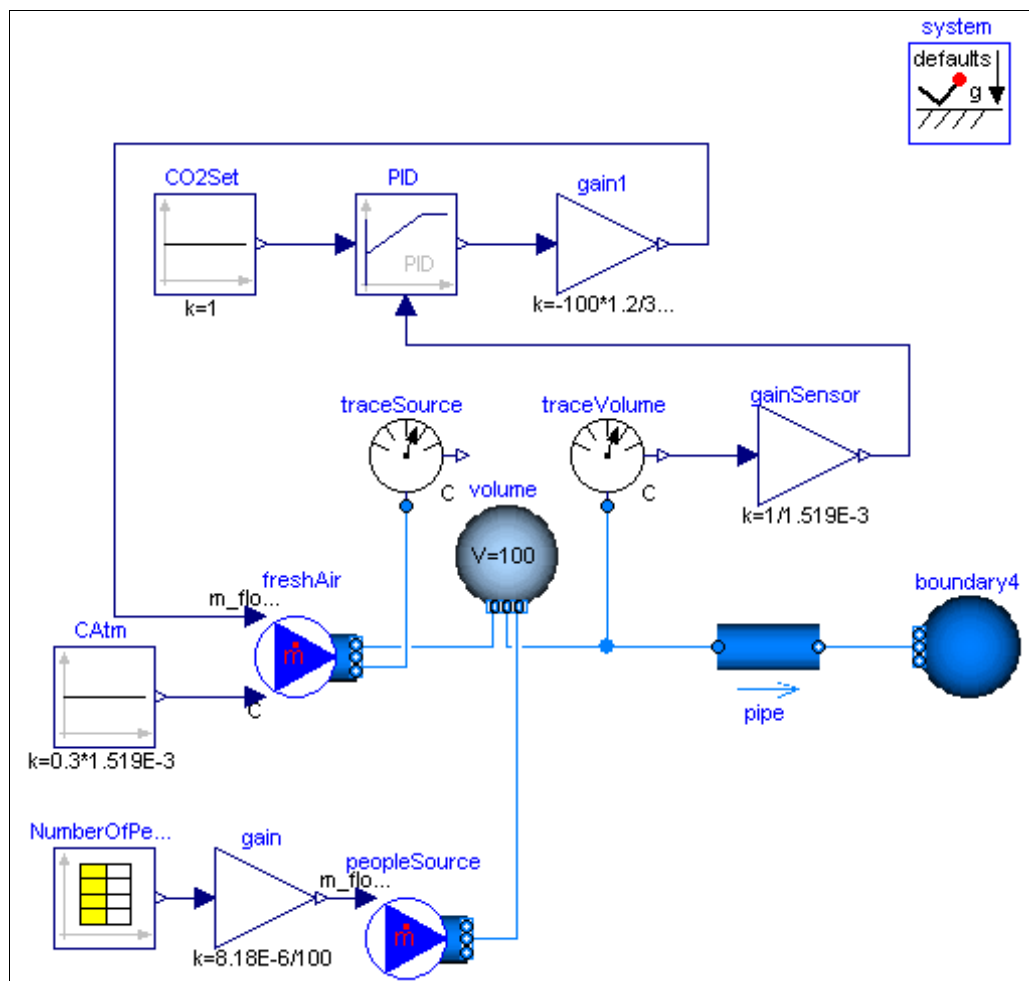 system
defaults
g
CO2Set
PID
gain1
PID
k=1
k=-100*1.2/3...
traceSource
traceVolume
gainSensor
C
C
volume
k=1/1.519E-3
V=100
freshAir
boundary4
m_flo...
CAtm
m
C
pipe
k=0.3*1.519E-3
NumberOfPe...
gain
peopleSource
m_flo...
m
k=8.18E-6/100